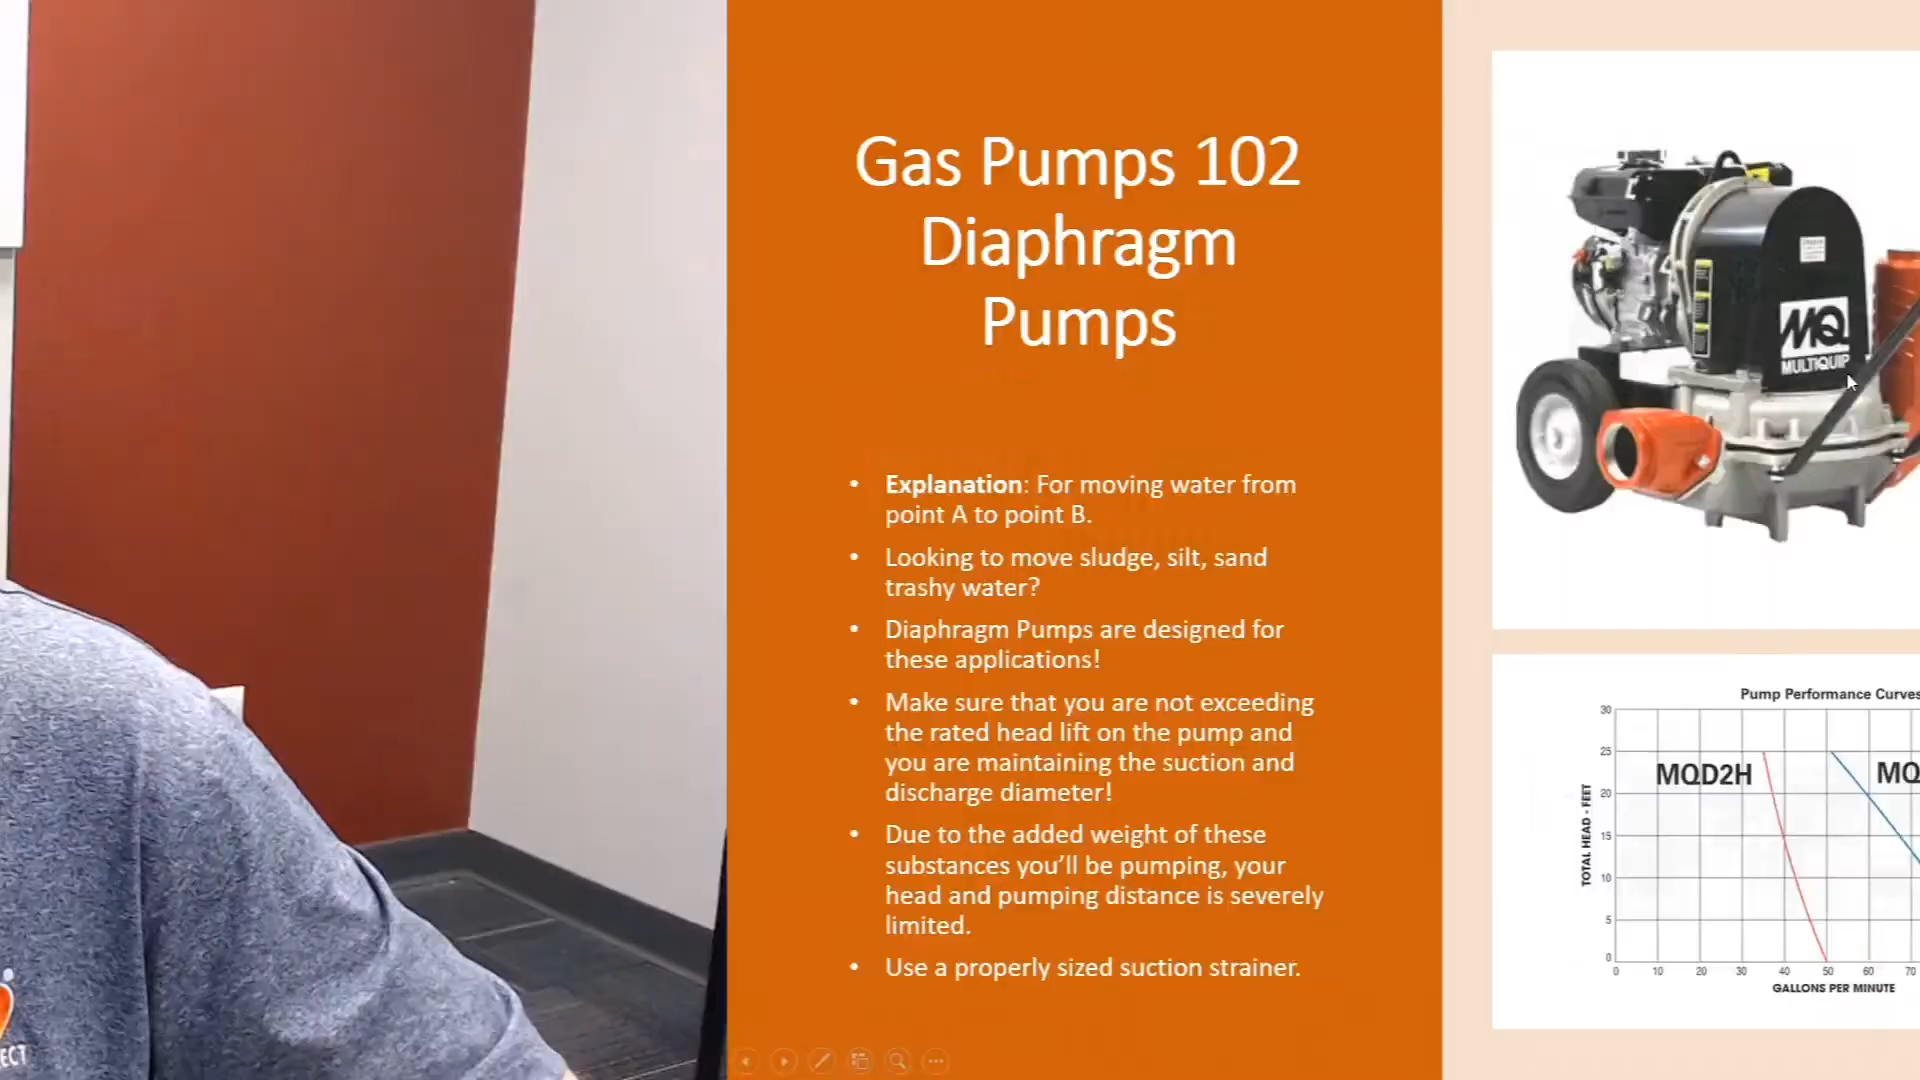 Gas Pumps 102
Diaphragm
Pumps
• Explanation: For moving water from
point A to point B.
• Looking to move sludge, silt, sand
trashy water?
• Diaphragm Pumps are designed for
these applications!
• Make sure that you are not exceeding
the rated head lift on the pump and
you are maintaining the suction and
discharge diameter!
• Due to the added weight of these
substances you’ll be pumping, your
head and pumping distance is severely
limited.
• Use a properly sized suction strainer.
MQ
MULTIQUIP
Pump Performance Curves
30
25
20
15
10
5
0
TOTAL HEAD - FEET
MQD2H
MQ
0 10 20 30 40 50 60 70
GALLONS PER MINUTE
ECT